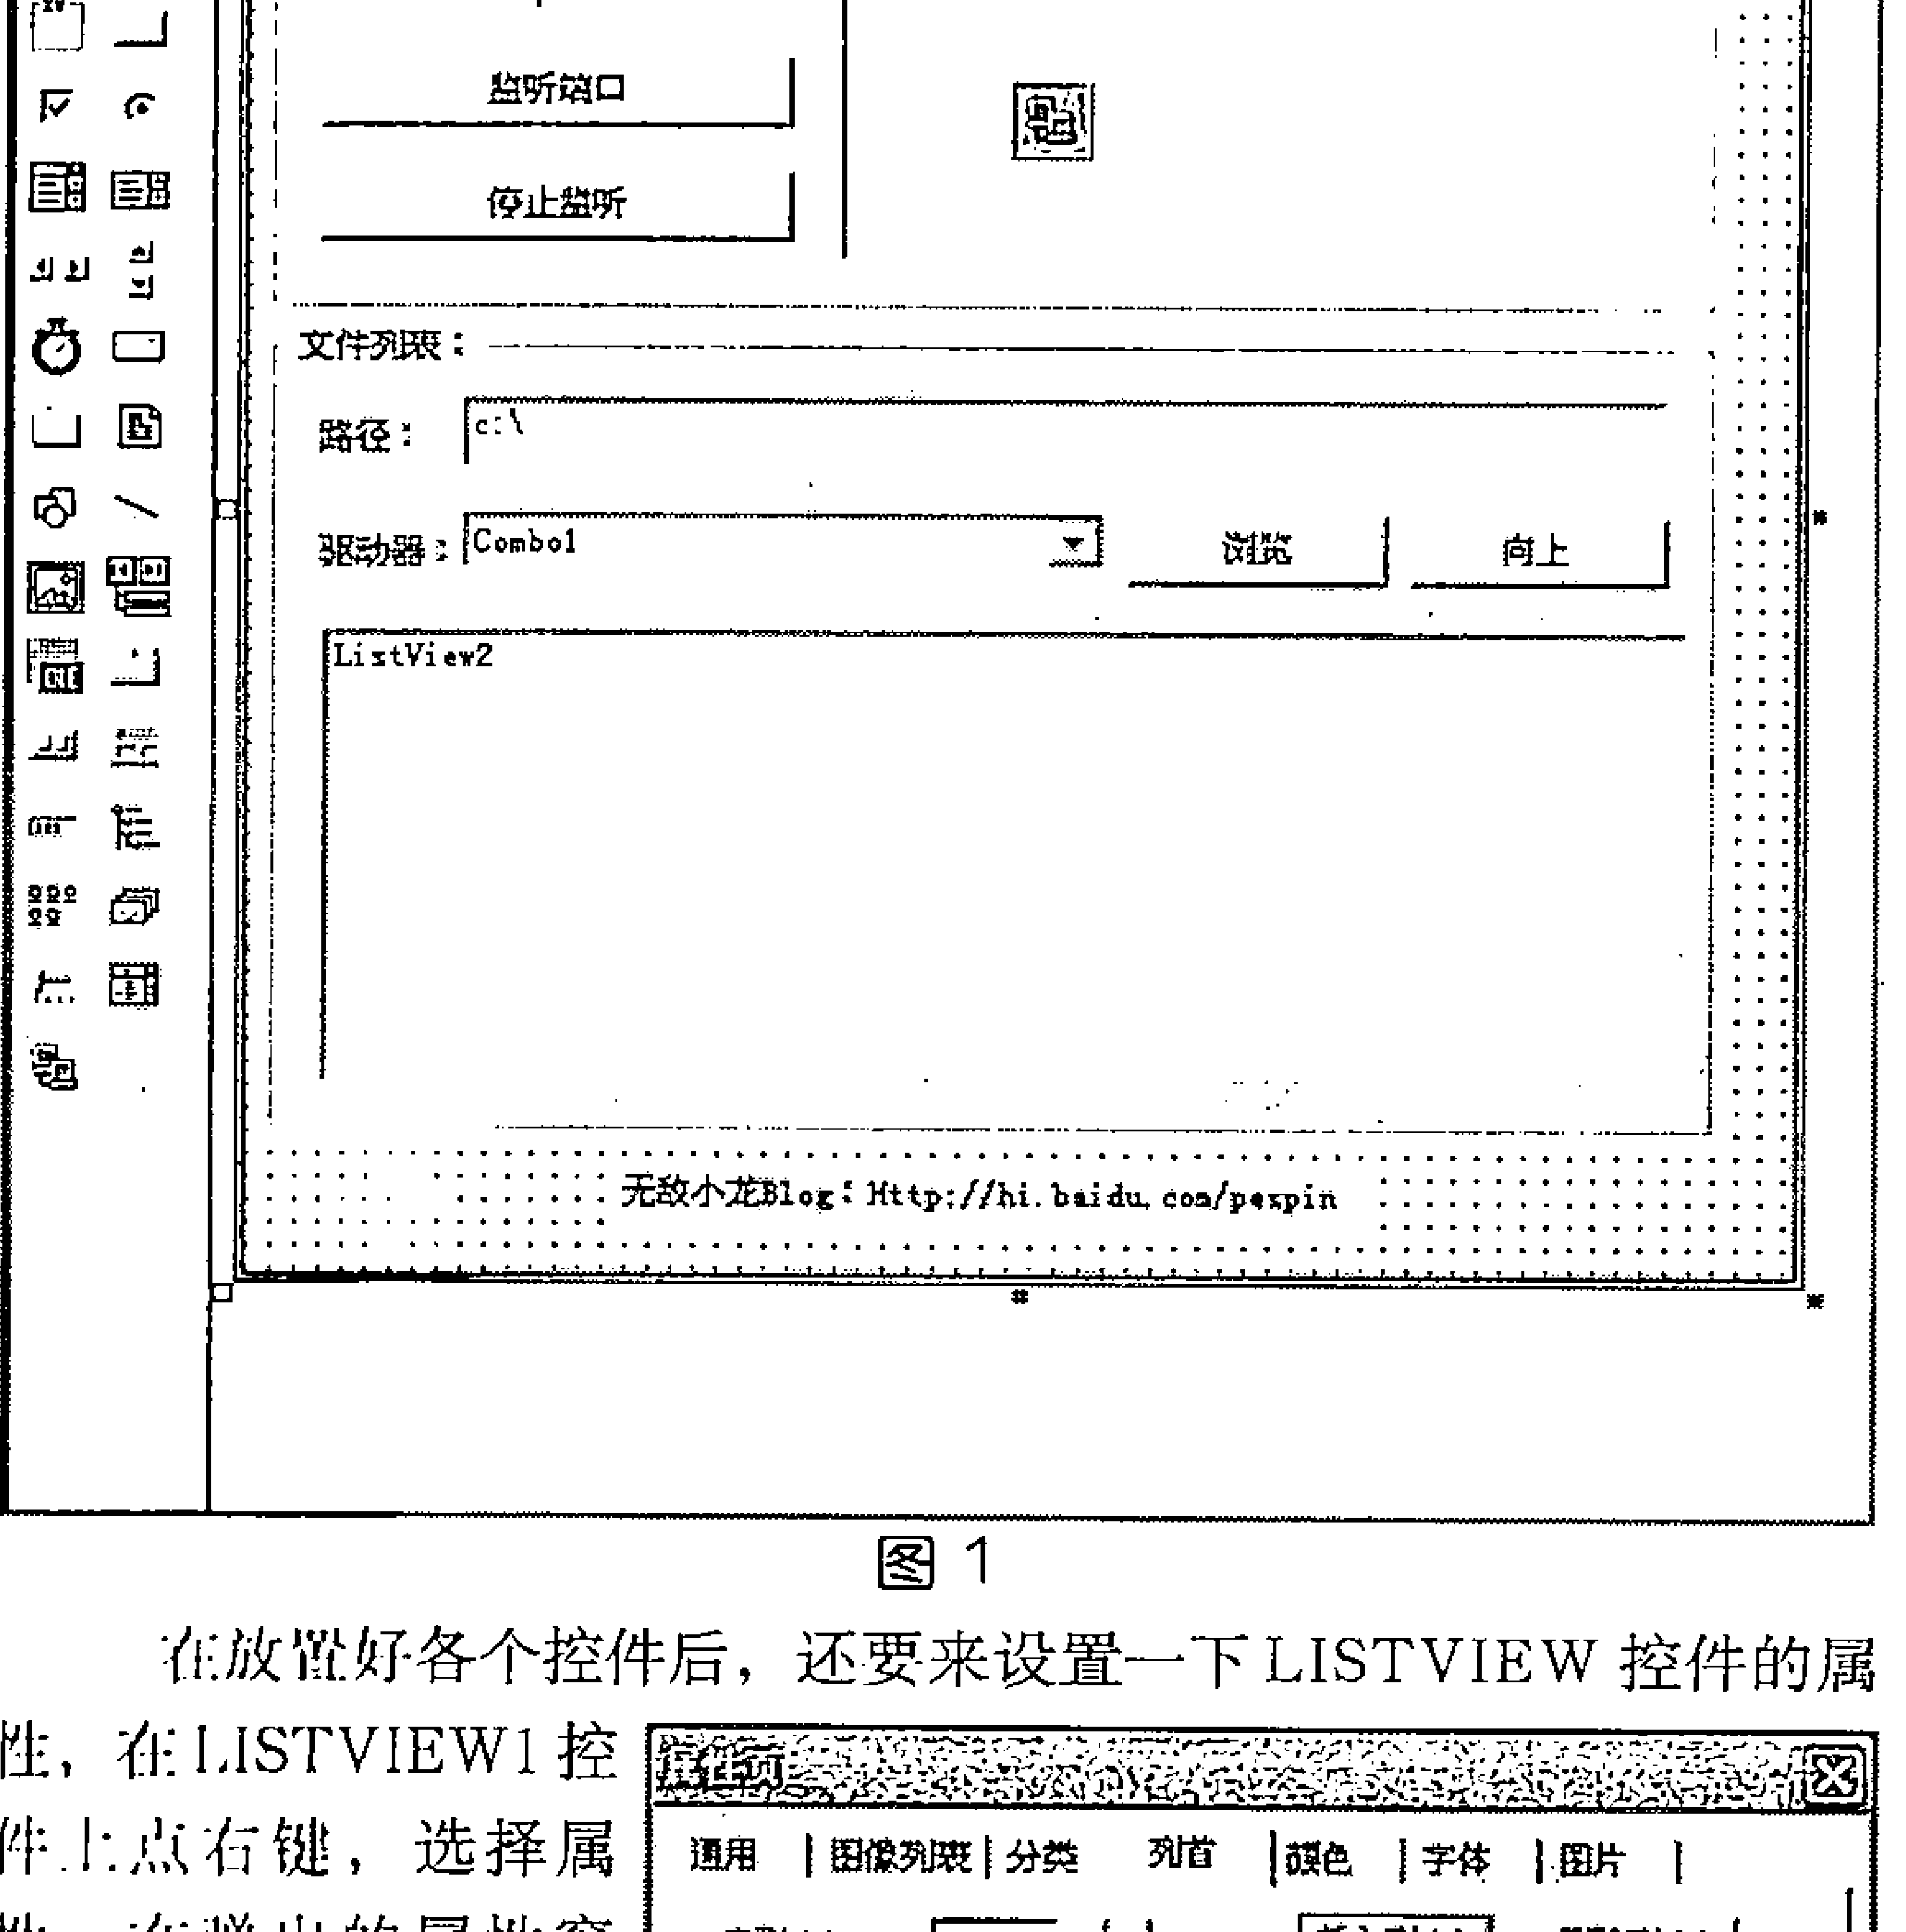 监听端口
停止监听
文件列表：
路径： c:\
驱动器： Combo1 浏览 向上
ListView2
无敌小龙Blog：Http://hi.baidu.com/pexpin
图 1
在放置好各个控件后，还要来设置一下LISTVIEW 控件的属
性，在LISTVIEW1控
件上点右键，选择属
属性页
通用 图像列表 分类 列首 颜色 字体 图片